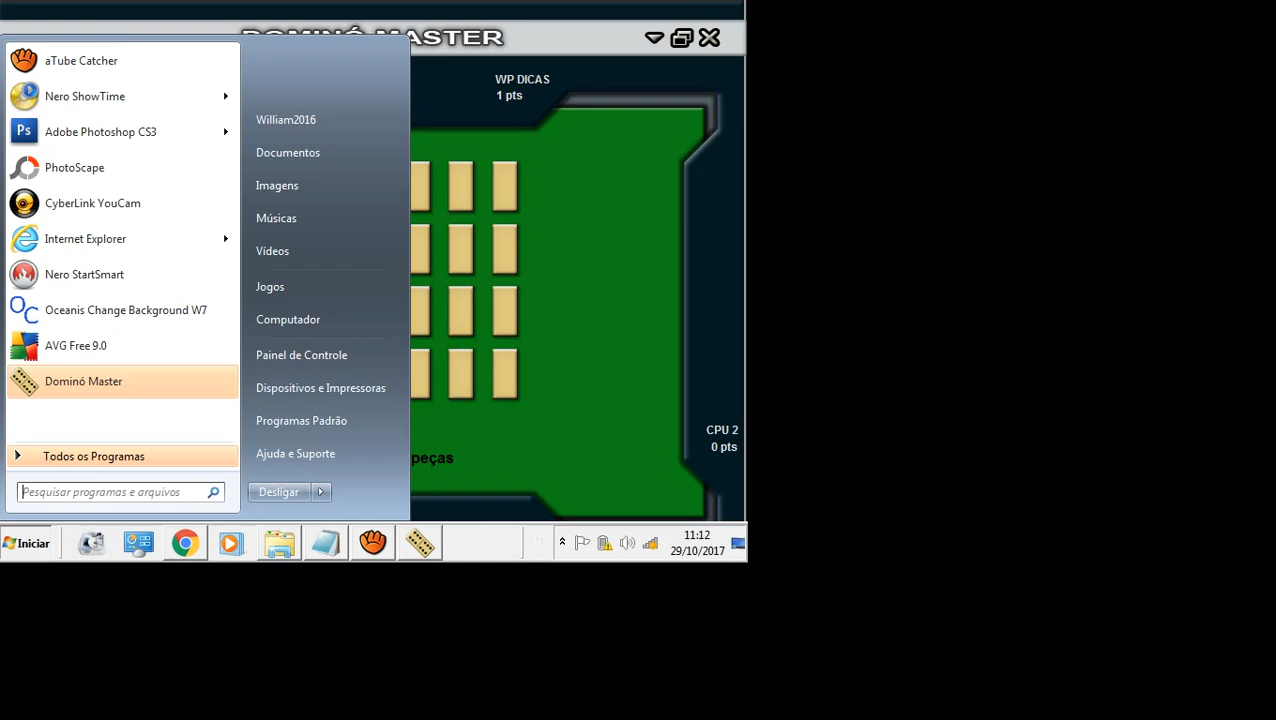 DOMINÓ MASTER
WP DICAS
1 pts
aTube Catcher
Nero ShowTime
Ps
Adobe Photoshop CS3
PhotoScape
CyberLink YouCam
Internet Explorer
Nero StartSmart
Oceanis Change Background W7
AVG Free 9.0
Dominó Master
Todos os Programas
Pesquisar programas e arquivos
William2016
Documentos
Imagens
Músicas
Vídeos
Jogos
Computador
Painel de Controle
Dispositivos e Impressoras
Programas Padrão
Ajuda e Suporte
Desligar
peças
CPU 2
0 pts
Iniciar
11:12
29/10/2017